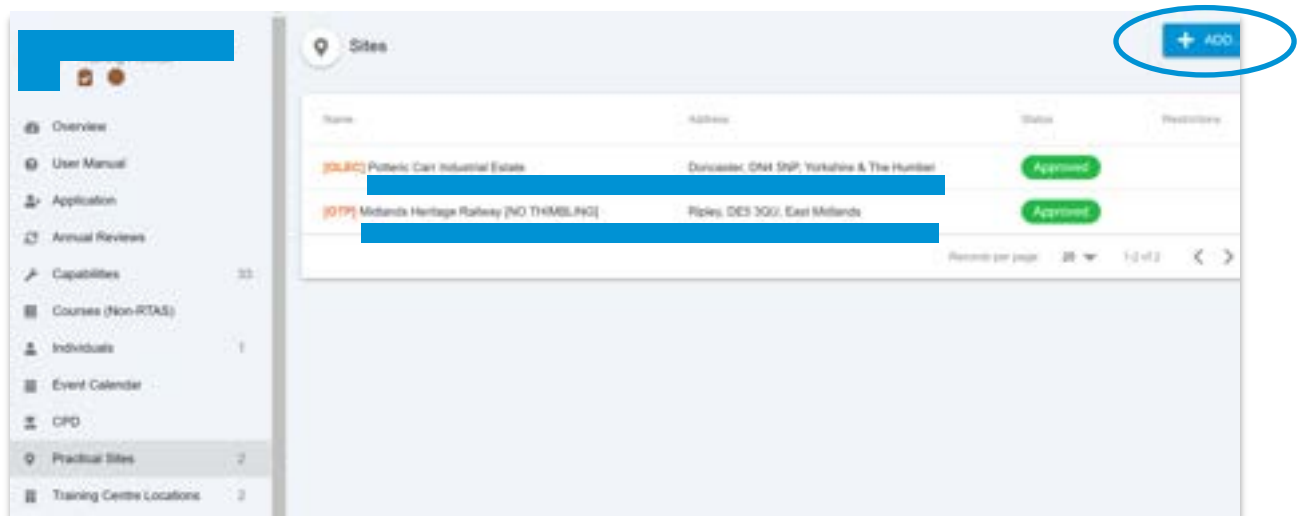 Sites
+ ADD
Overview
User Manual
Application
Annual Reviews
Capabilities 33
Courses (Non-RTAS)
Individuals 1
Event Calendar
CPD
Practical Sites 2
Training Centre Locations 2
Name Address Status Restrictions
[OLEC] Potteric Carr Industrial Estate Doncaster, DN4 5NP, Yorkshire & The Humber Approved
[OTP] Midlands Heritage Railway [NO THIMBLING] Ripley, DE5 3QU, East Midlands Approved
Records per page 20 1-2 of 2